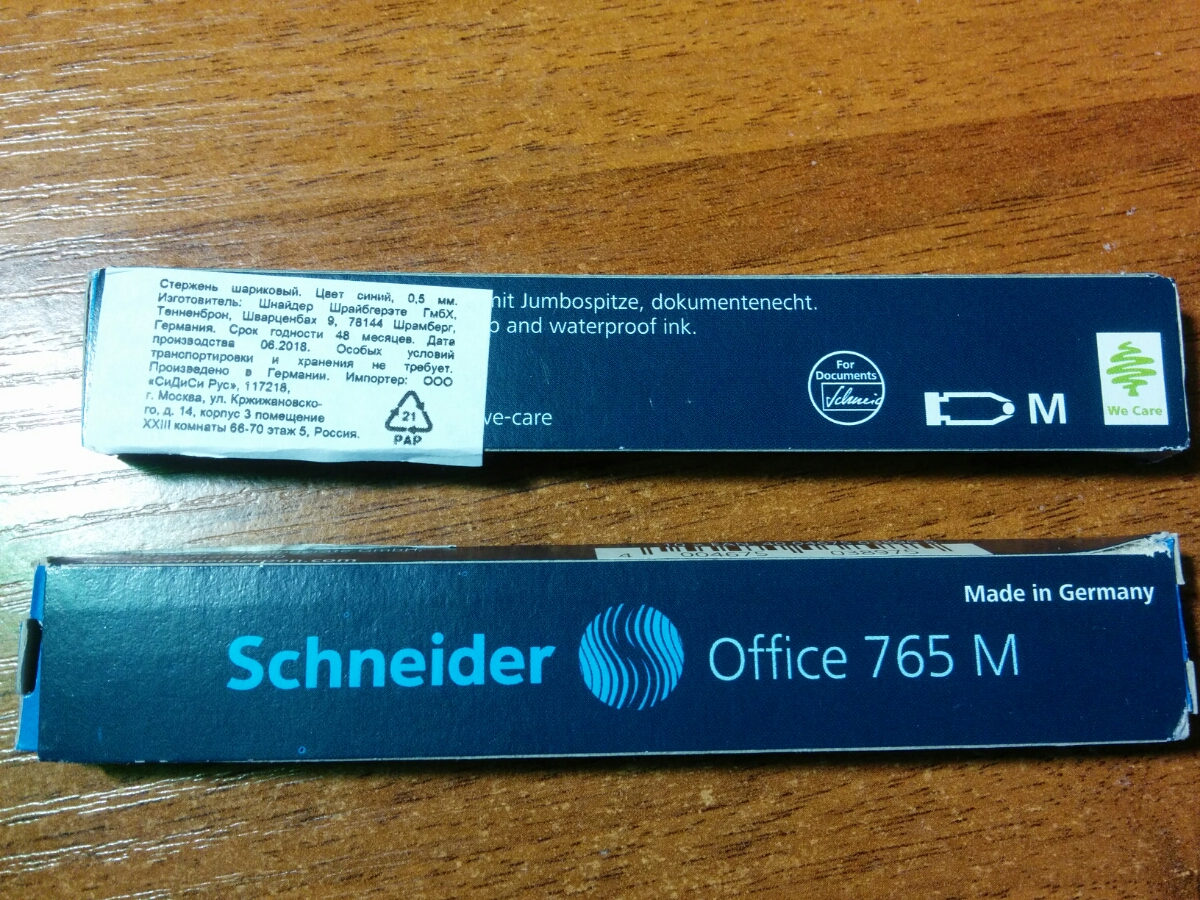 Стержень шариковый. Цвет синий, 0,5 мм.
Изготовитель: Шнайдер Шрайбгерэте ГмбХ,
Тенненбронн, Шварценбах 9, 78144 Шрамберг,
Германия. Срок годности 48 месяцев. Дата
производства 06.2018. Особых условий
транспортировки и хранения не требует.
Произведено в Германии. Импортер: ООО
«СиДиСи Рус», 117218,
г. Москва, ул. Кржижановско-
го, д. 14, корпус 3 помещение
XXIII комнаты 66-70 этаж 5, Россия.
21
PAP
mit Jumbospitze, dokumentenecht.
and waterproof ink.
ve-care
For
Documents
M
We Care
Made in Germany
Schneider Office 765 M